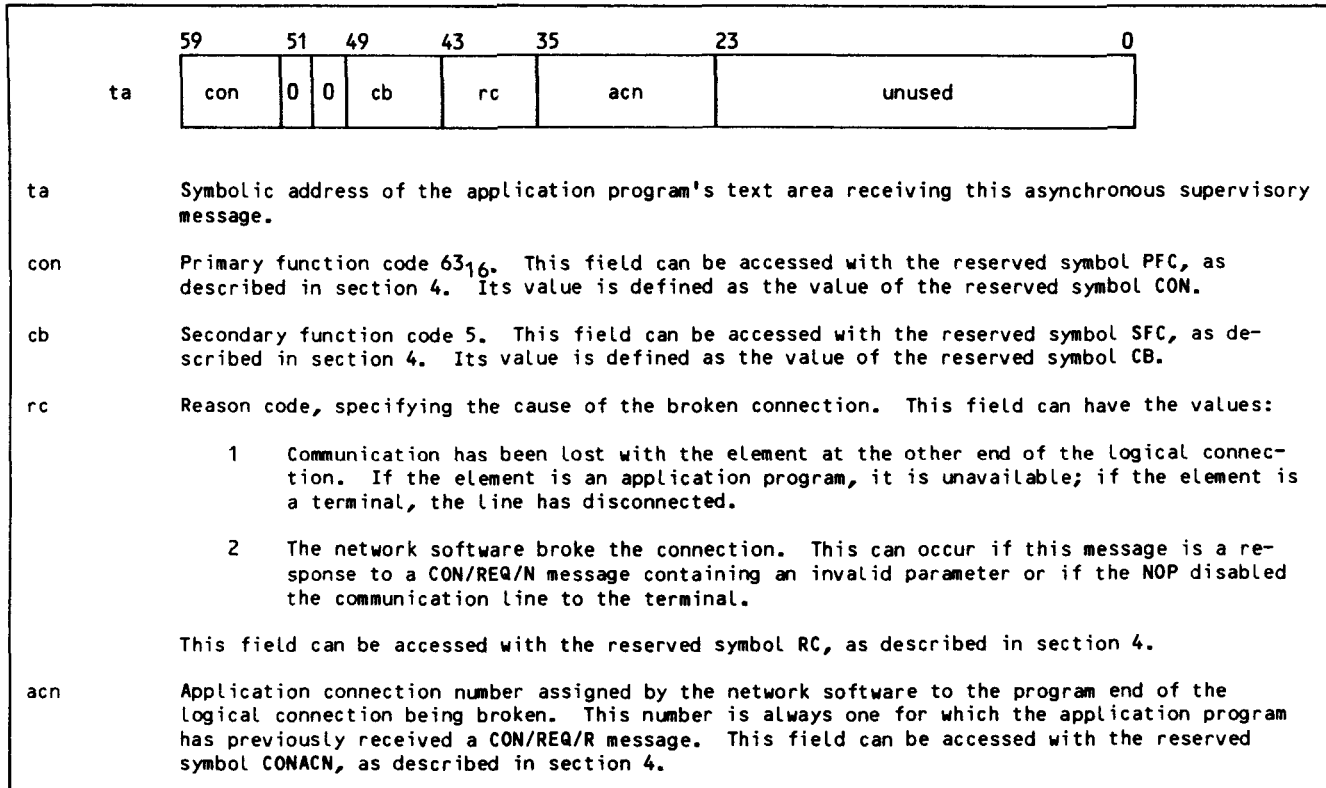 59 51 49 43 35 23 0
ta con 0 0 cb rc acn unused
ta Symbolic address of the application program's text area receiving this asynchronous supervisory
message.
con Primary function code 63₁₆. This field can be accessed with the reserved symbol PFC, as
described in section 4. Its value is defined as the value of the reserved symbol CON.
cb Secondary function code 5. This field can be accessed with the reserved symbol SFC, as de-
scribed in section 4. Its value is defined as the value of the reserved symbol CB.
rc Reason code, specifying the cause of the broken connection. This field can have the values:
1 Communication has been lost with the element at the other end of the logical connec-
tion. If the element is an application program, it is unavailable; if the element is
a terminal, the line has disconnected.
2 The network software broke the connection. This can occur if this message is a re-
sponse to a CON/REQ/N message containing an invalid parameter or if the NOP disabled
the communication line to the terminal.
This field can be accessed with the reserved symbol RC, as described in section 4.
acn Application connection number assigned by the network software to the program end of the
logical connection being broken. This number is always one for which the application program
has previously received a CON/REQ/R message. This field can be accessed with the reserved
symbol CONACN, as described in section 4.